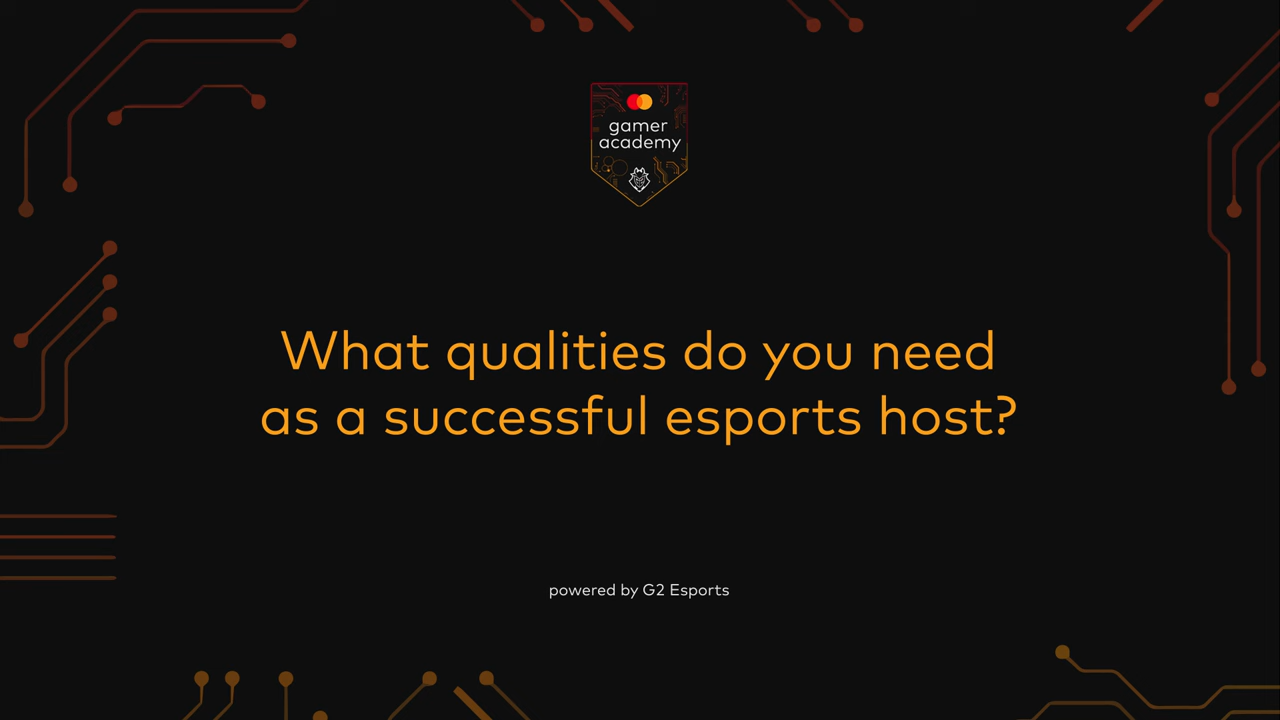 gamer
academy
What qualities do you need
as a successful esports host?
powered by G2 Esports